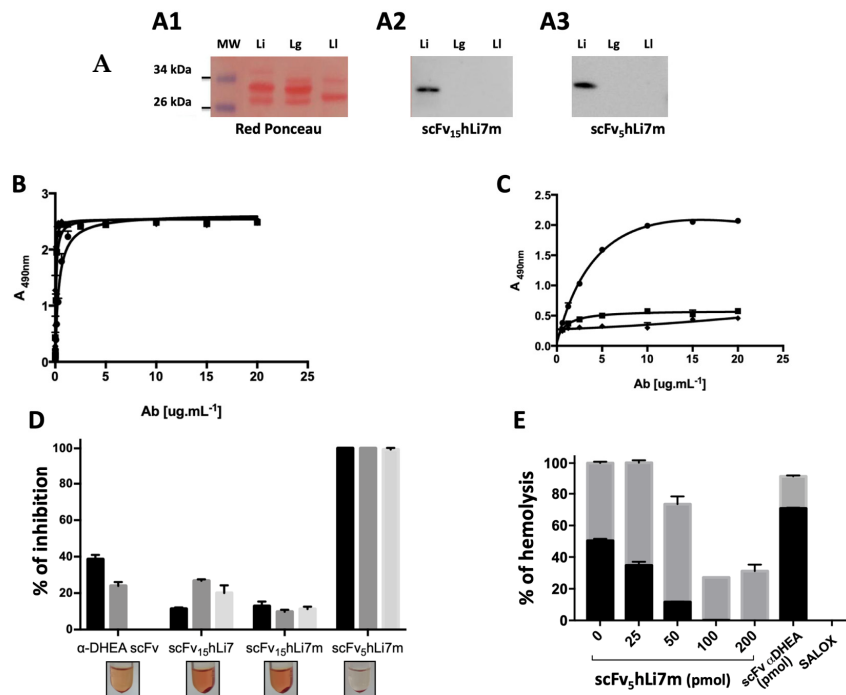 A1 A2 A3
A
MW Li Lg Ll
Li Lg Ll
Li Lg Ll
34 kDa
26 kDa
Red Ponceau
scFv15hLi7m
scFv5hLi7m
B
3
2
1
0
A 490nm
0 5 10 15 20 25
Ab [ug.mL-1]
C
2.5
2.0
1.5
1.0
0.5
0.0
A 490nm
0 5 10 15 20 25
Ab [ug.mL-1]
D
100
80
60
40
20
0
% of inhibition
α-DHEA scFv scFv15hLi7 scFv15hLi7m scFv5hLi7m
E
100
80
60
40
20
0
% of hemolysis
0 25 50 100 200
scFv αDHEA (pmol)
SALOX
scFv5hLi7m (pmol)